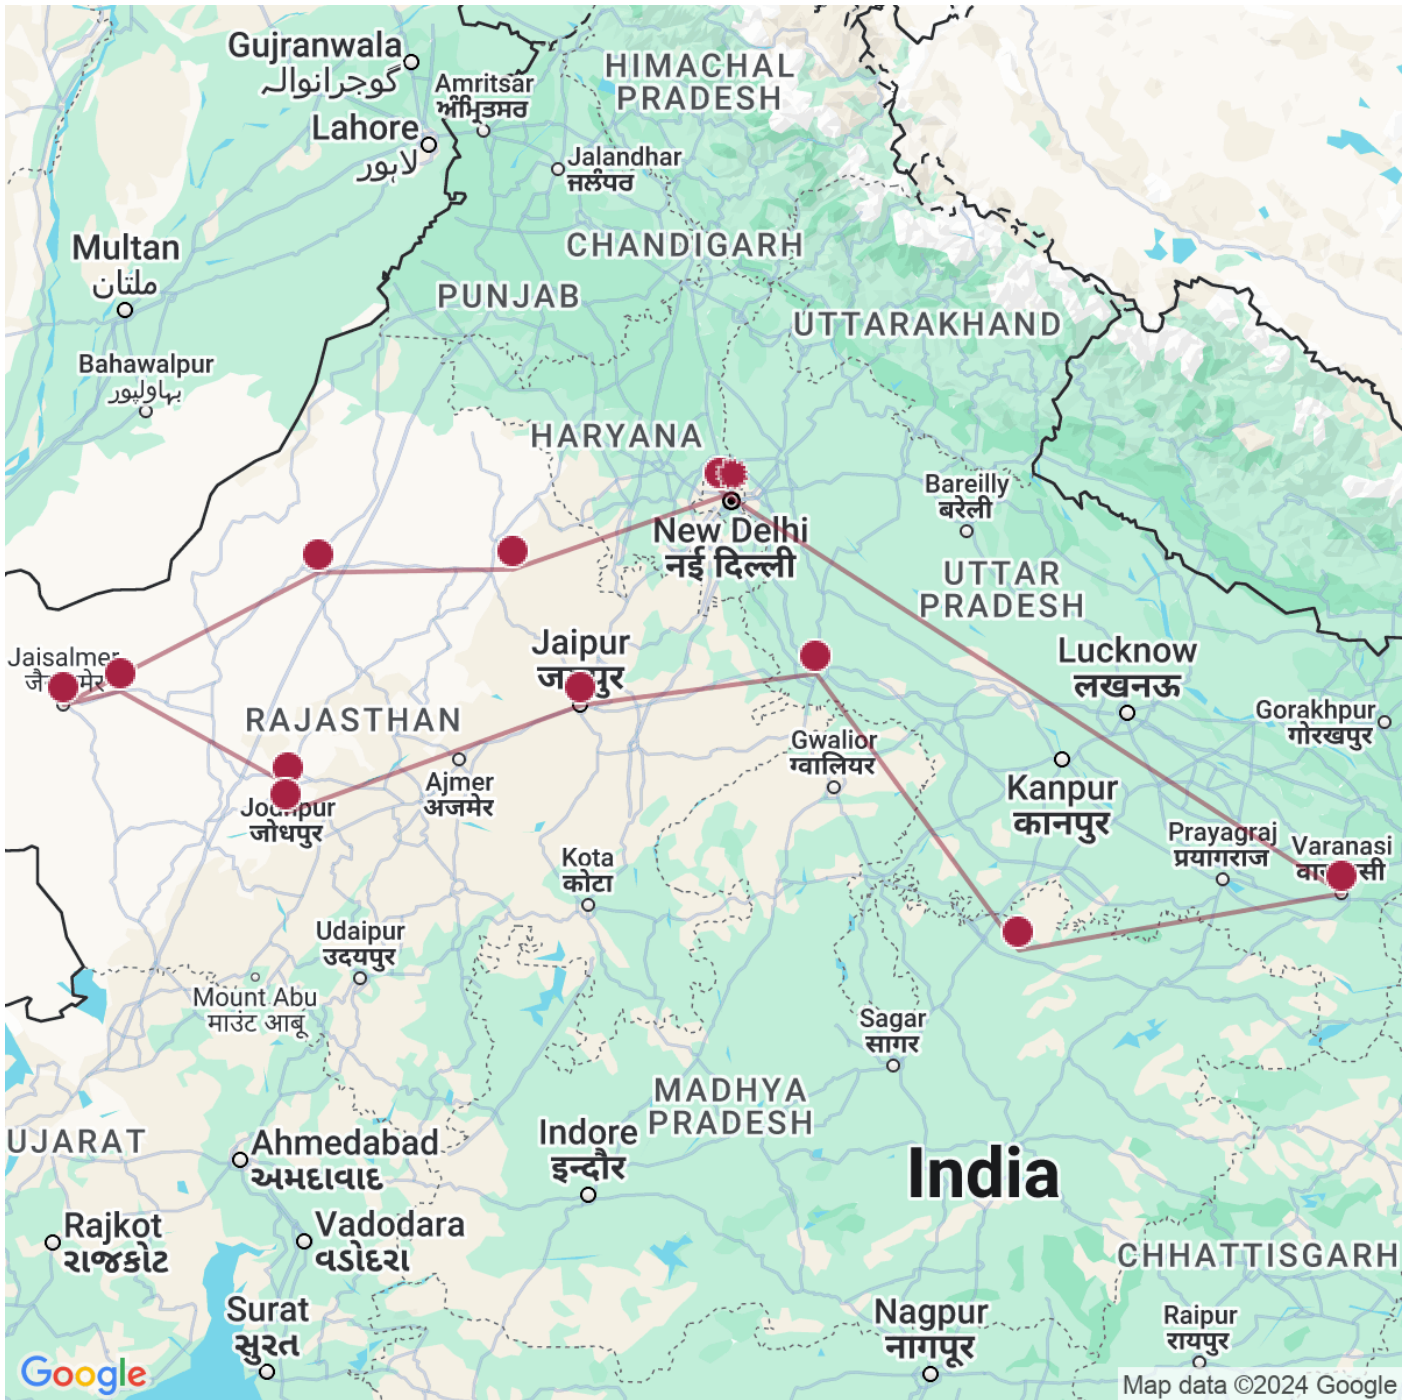 Gujranwala
گوجرانوالہ
Amritsar
ਅੰਮ੍ਰਿਤਸਰ
HIMACHAL
PRADESH
Lahore
لاہور
Jalandhar
ਜਲੰਧਰ
Multan
ملتان
CHANDIGARH
PUNJAB
UTTARAKHAND
Bahawalpur
بہاولپور
HARYANA
Bareilly
बरेली
New Delhi
नई दिल्ली
UTTAR
PRADESH
Jaisalmer
Jaipur
Lucknow
लखनऊ
RAJASTHAN
Gorakhpur
गोरखपुर
Gwalior
ग्वालियर
Ajmer
अजमेर
Kanpur
कानपुर
जोधपुर
Prayagraj
प्रयागराज
Varanasi
Kota
कोटा
Udaipur
उदयपुर
Mount Abu
माउंट आबू
Sagar
सागर
MADHYA
PRADESH
UJARAT
Ahmedabad
અમદાવાદ
Indore
इन्दौर
India
Rajkot
રાજકોટ
Vadodara
વડોદરા
CHHATTISGARH
Surat
સુરત
Nagpur
नागपूर
Raipur
रायपुर
Google
Map data ©2024 Google